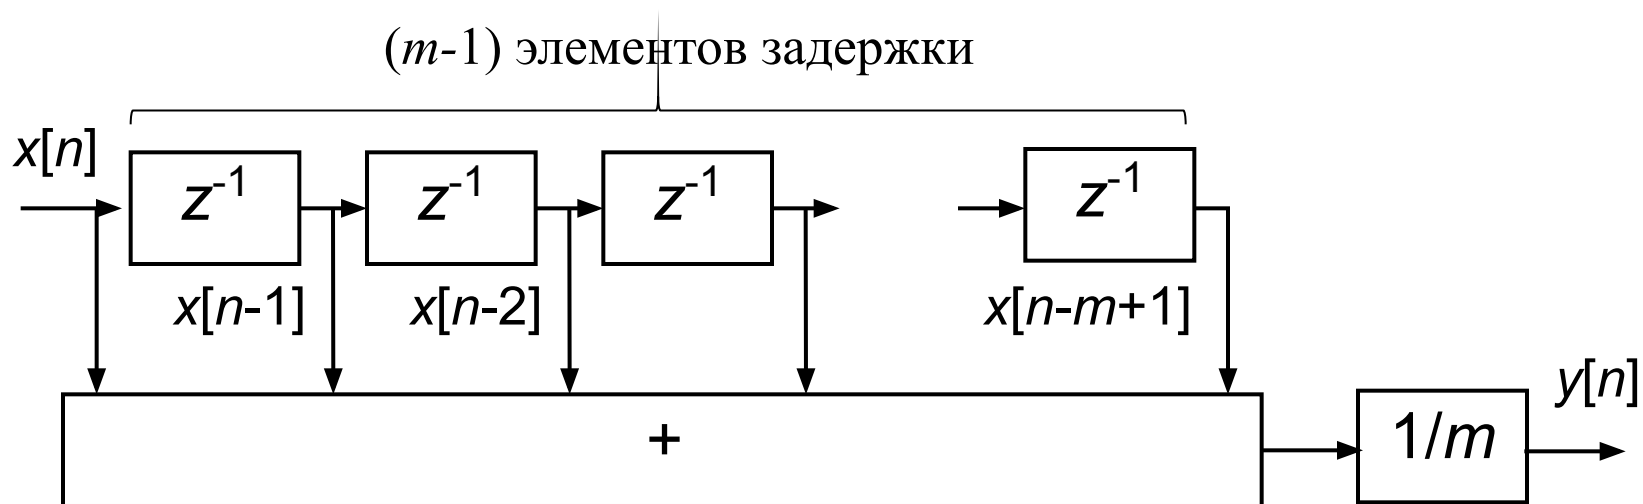 (m-1) элементов задержки
x[n]
z⁻¹ z⁻¹ z⁻¹ z⁻¹
x[n-1] x[n-2] x[n-m+1]
y[n]
+ 1/m